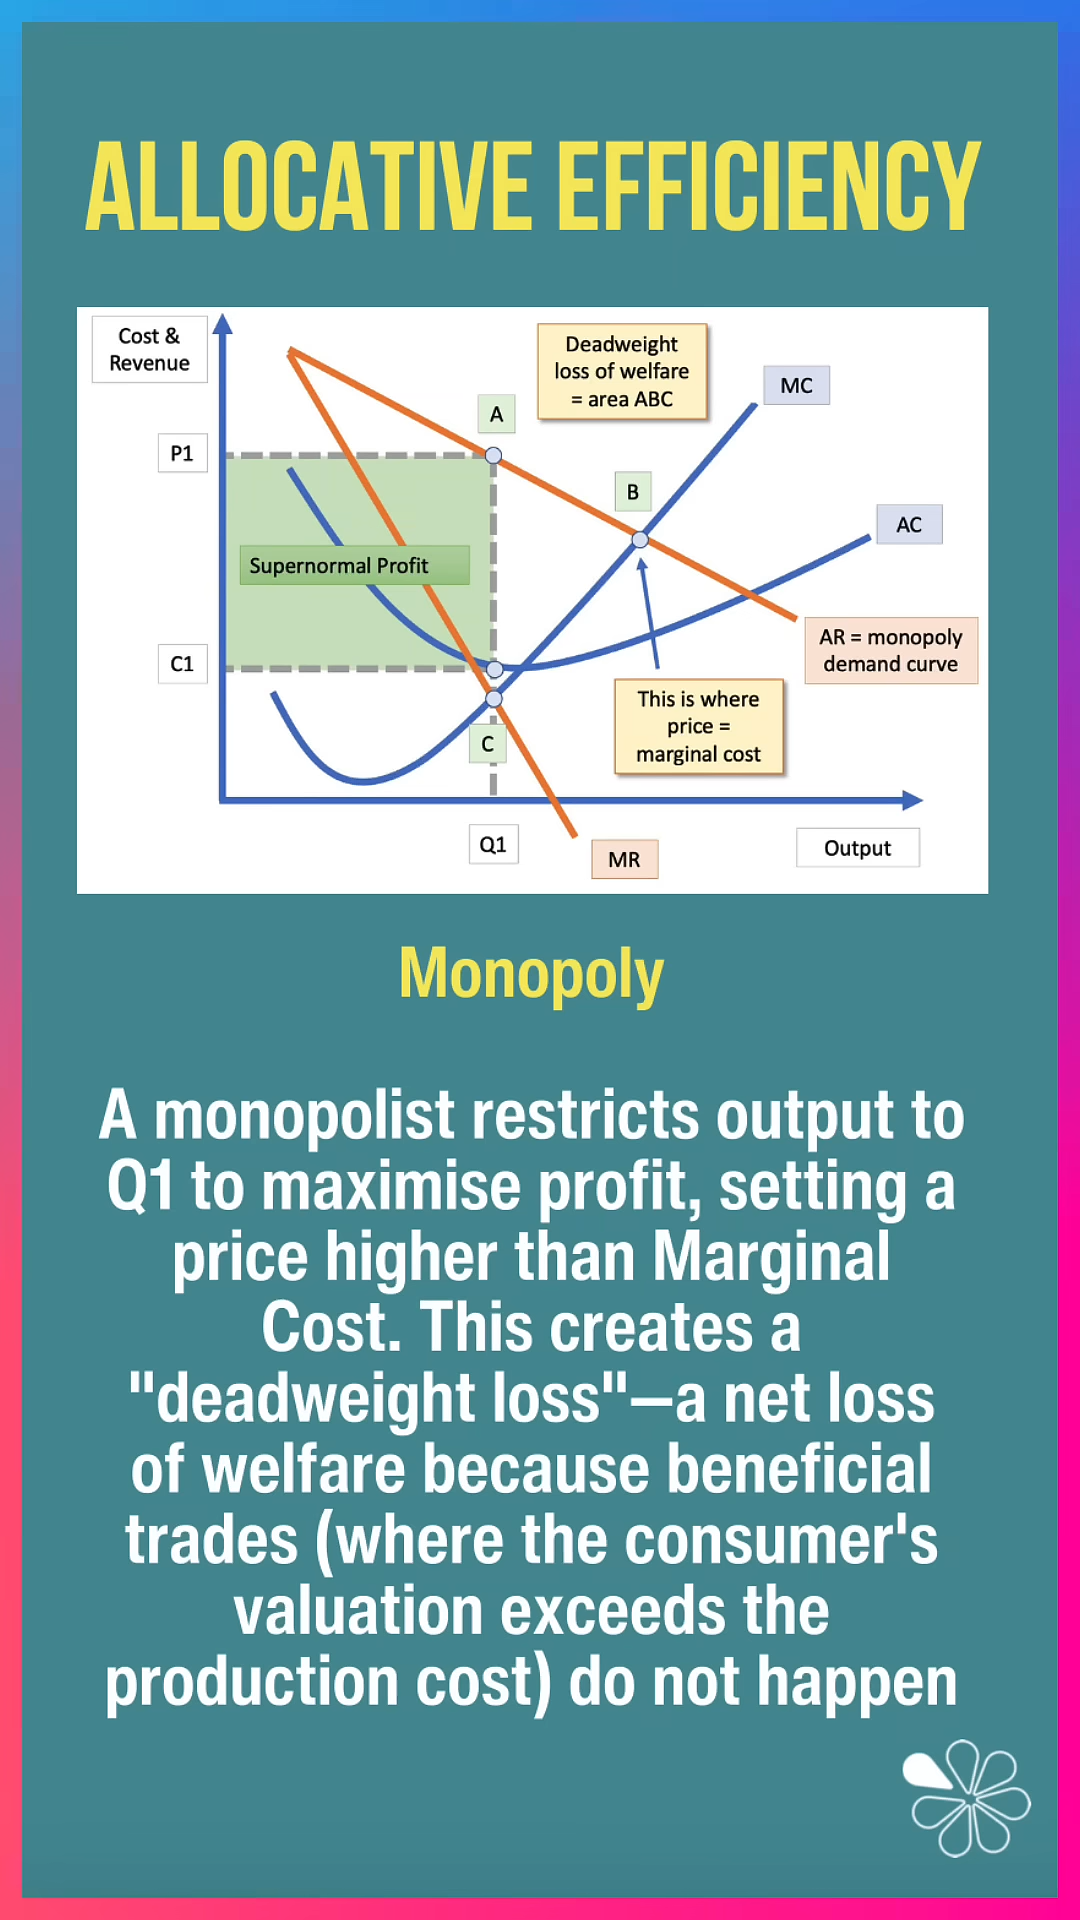 ALLOCATIVE EFFICIENCY
Cost &
Revenue
Deadweight
loss of welfare
= area ABC
MC
A
P1
B
AC
Supernormal Profit
AR = monopoly
demand curve
C1
This is where
price =
marginal cost
C
Q1
Output
MR
Monopoly
A monopolist restricts output to
Q1 to maximise profit, setting a
price higher than Marginal
Cost. This creates a
"deadweight loss"—a net loss
of welfare because beneficial
trades (where the consumer's
valuation exceeds the
production cost) do not happen